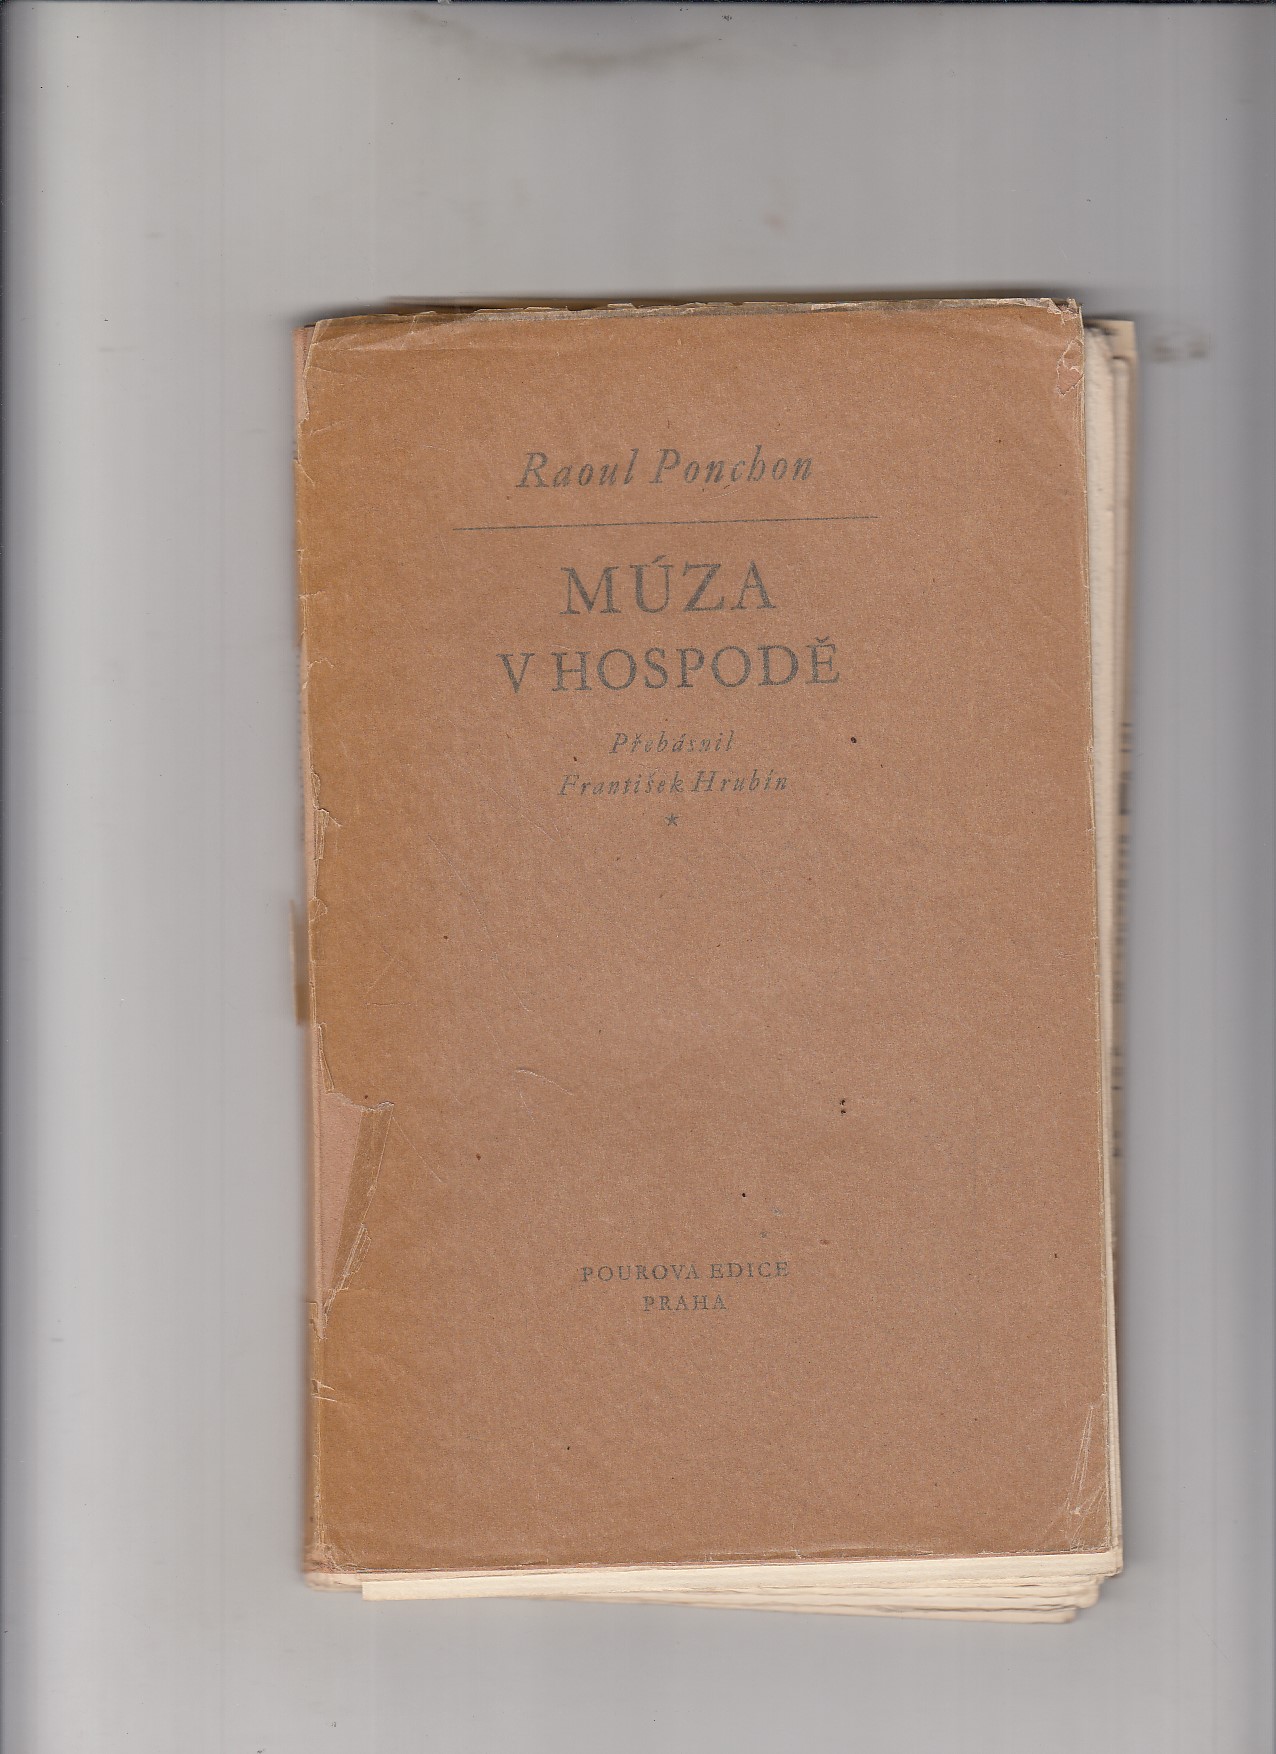 Raoul Ponchon
MÚZA
V HOSPODĚ
Přebásnil
František Hrubín
POUROVA EDICE
PRAHA